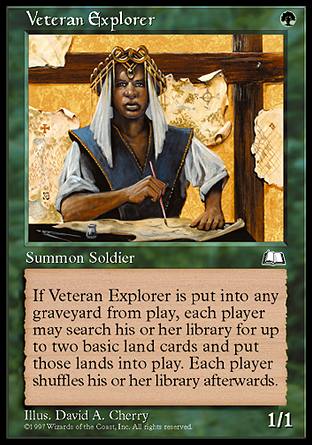 Veteran Explorer
Summon Soldier
If Veteran Explorer is put into any
graveyard from play, each player
may search his or her library for up
to two basic land cards and put
those lands into play. Each player
shuffles his or her library afterwards.
Illus. David A. Cherry
©1997 Wizards of the Coast, Inc. All rights reserved.
1/1